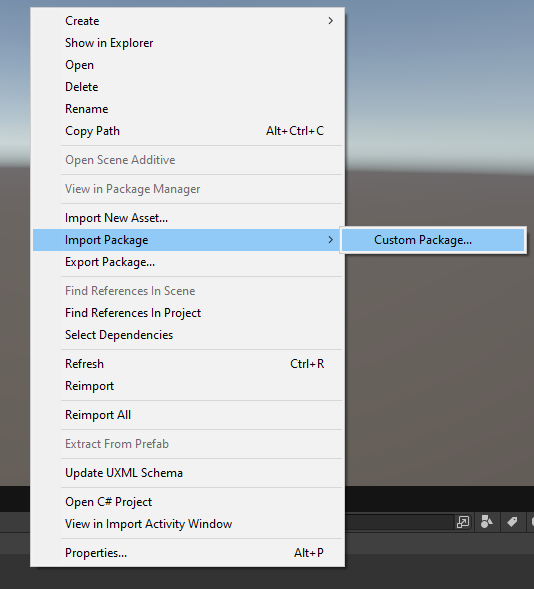 Create
Show in Explorer
Open
Delete
Rename
Copy Path Alt+Ctrl+C
Open Scene Additive
View in Package Manager
Import New Asset...
Import Package Custom Package...
Export Package...
Find References In Scene
Find References In Project
Select Dependencies
Refresh Ctrl+R
Reimport
Reimport All
Extract From Prefab
Update UXML Schema
Open C# Project
View in Import Activity Window
Properties... Alt+P